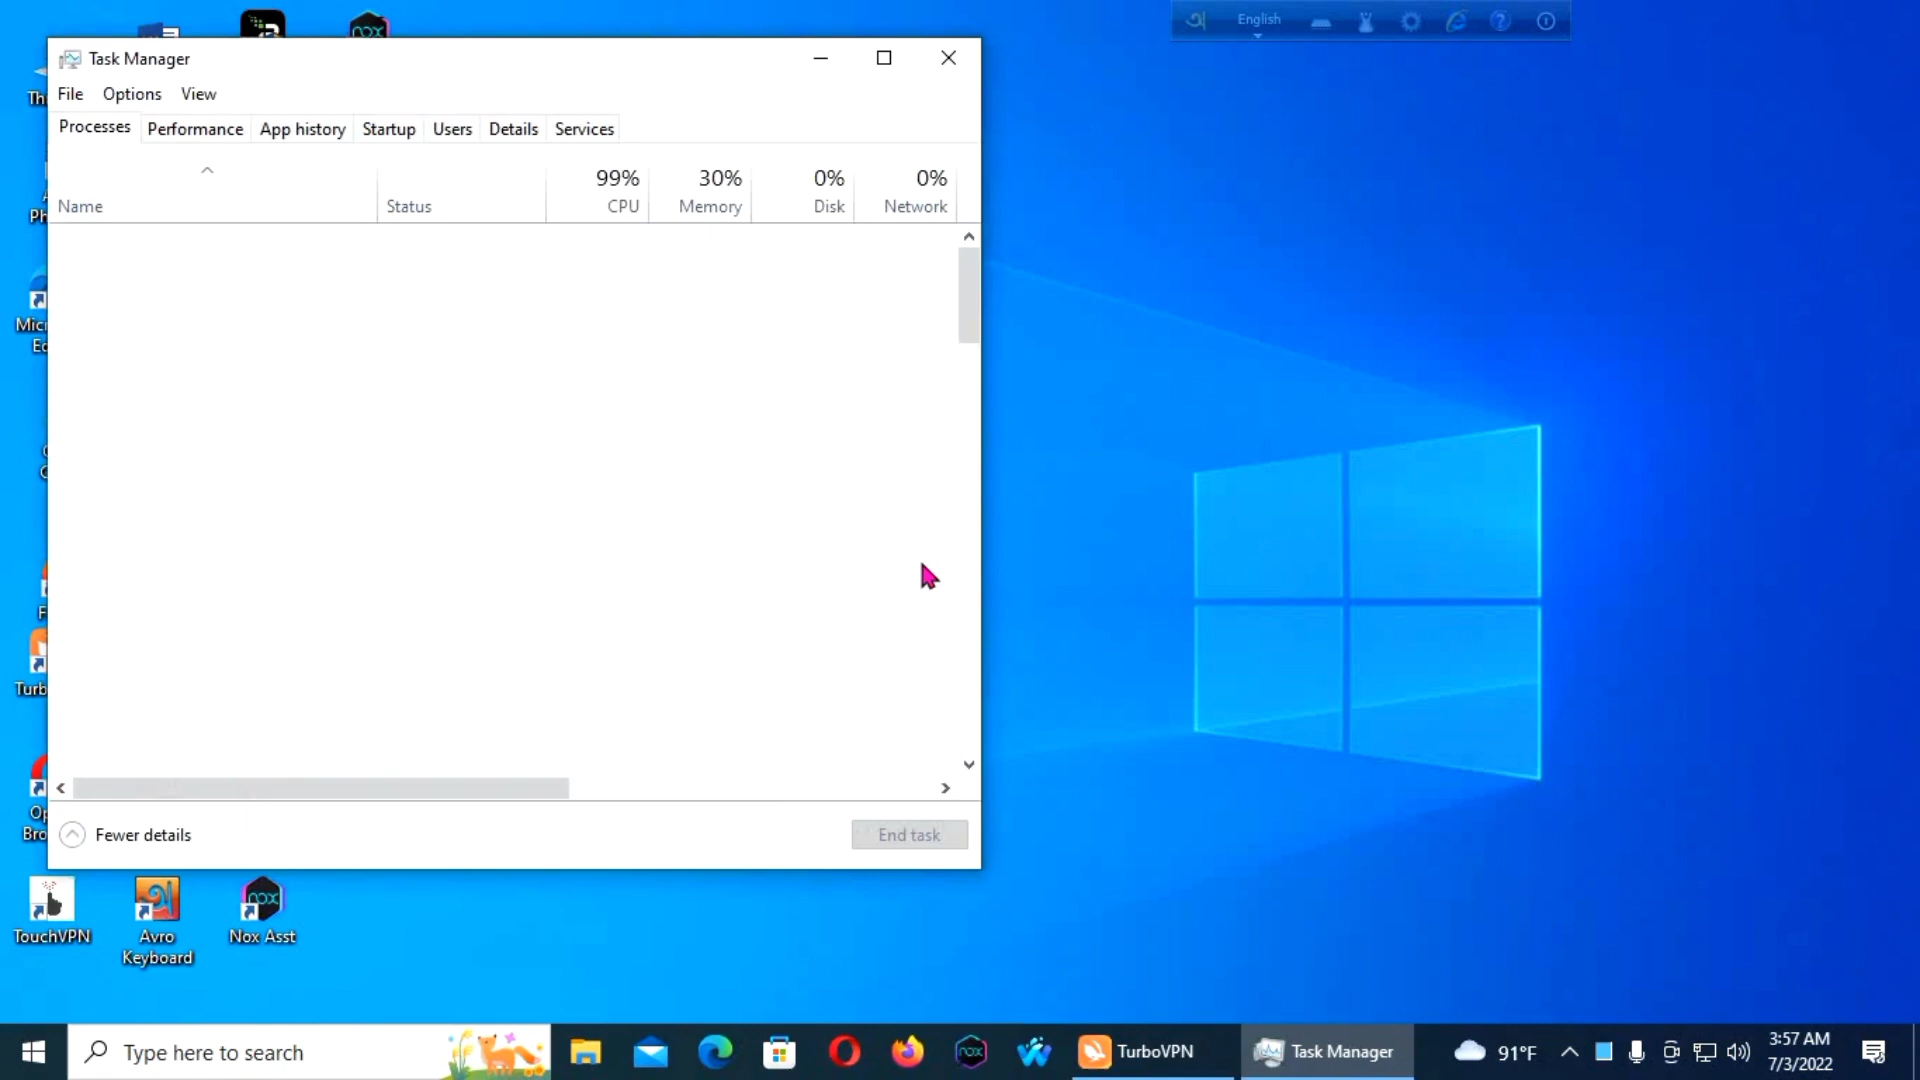 English
Task Manager
File Options View
Processes Performance App history Startup Users Details Services
99% 30% 0% 0%
Name Status CPU Memory Disk Network
Fewer details
End task
TouchVPN
Avro
Keyboard
Nox Asst
Type here to search
TurboVPN
Task Manager
91°F
3:57 AM
7/3/2022